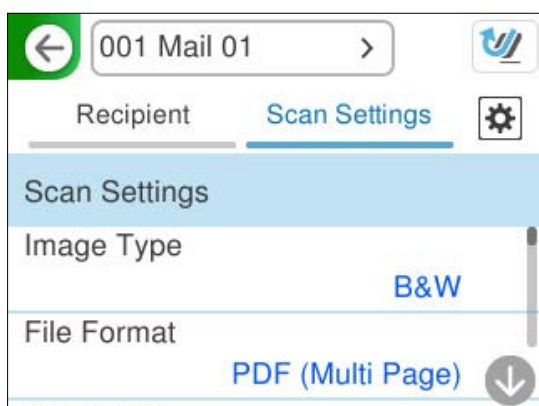 001 Mail 01
Recipient
Scan Settings
Scan Settings
Image Type
B&W
File Format
PDF (Multi Page)